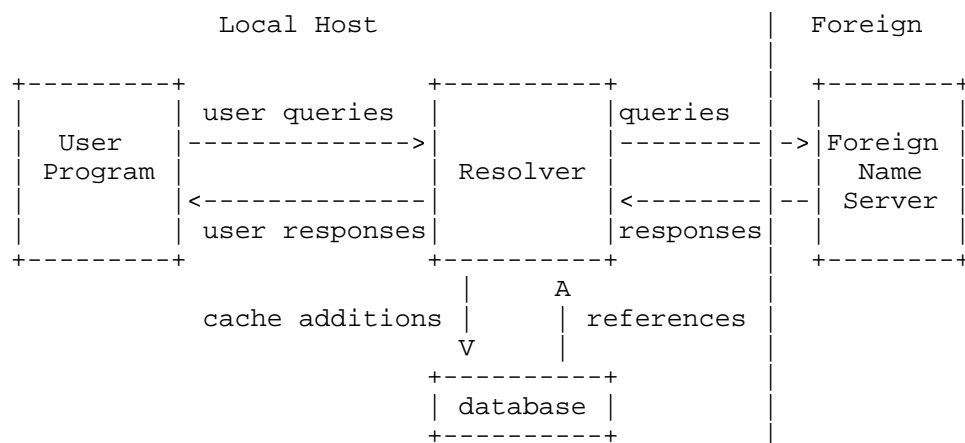 Local Host | Foreign
|
+---------+ +----------+ | +--------+
| | user queries | |queries | | |
| User |-------------->| |---------|->|Foreign |
| Program | | Resolver | | | Name |
| |<--------------| |<--------|--| Server |
| | user responses| |responses| | |
+---------+ +----------+ | +--------+
| A |
cache additions | | references |
V | |
+----------+ |
| database | |
+----------+ |